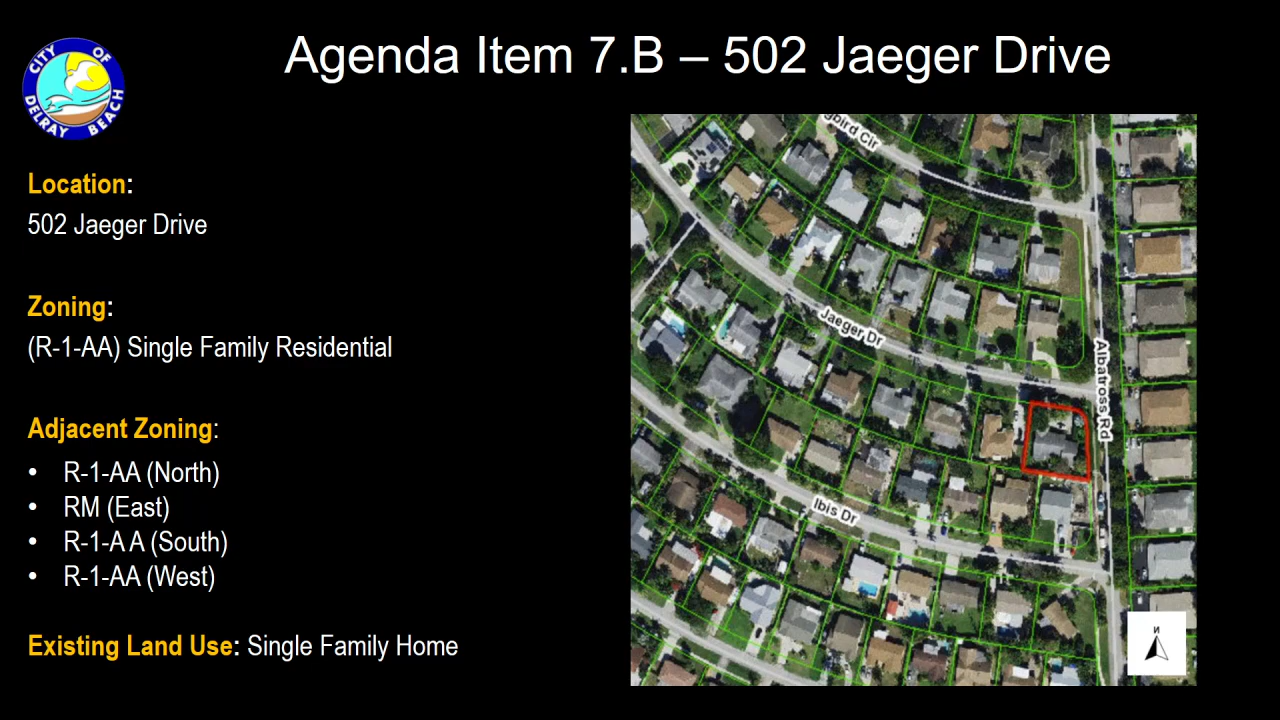 Agenda Item 7.B – 502 Jaeger Drive
CITY OF
DELRAY BEACH
Location:
502 Jaeger Drive
Zoning:
(R-1-AA) Single Family Residential
Adjacent Zoning:
• R-1-AA (North)
• RM (East)
• R-1-A A (South)
• R-1-AA (West)
Existing Land Use: Single Family Home
Cir
Jaeger Dr
Albatross Rd
Ibis Dr
N